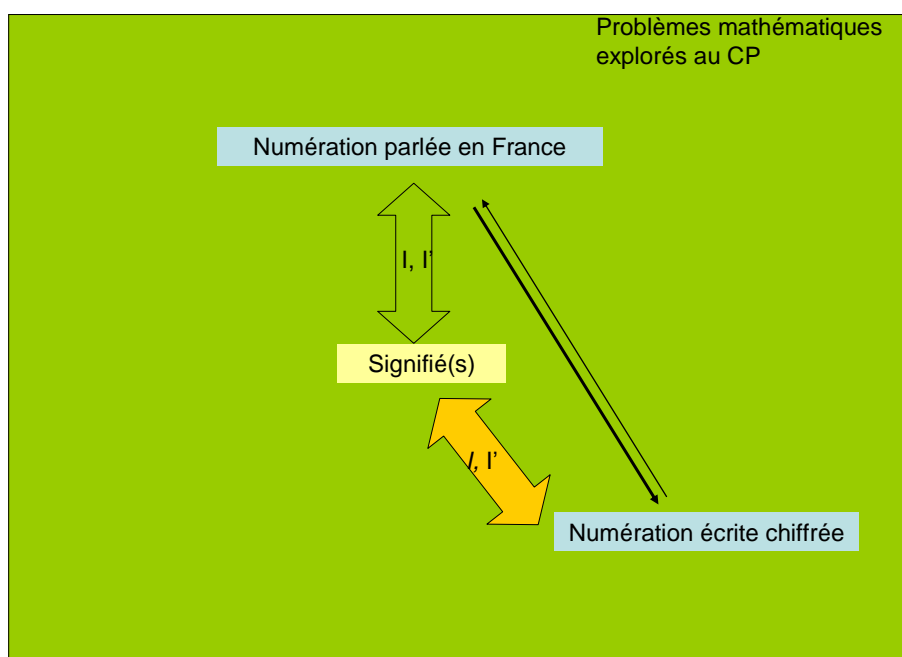 Problèmes mathématiques
explorés au CP
Numération parlée en France
I, I’
Signifié(s)
I, I’
Numération écrite chiffrée